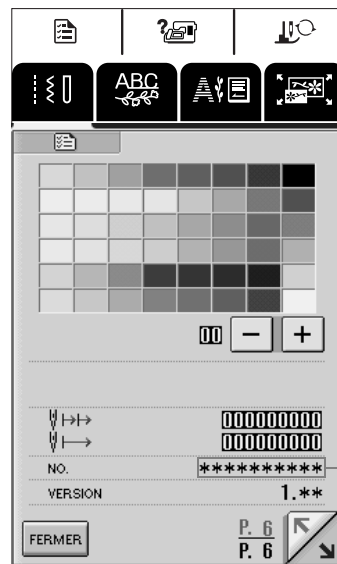 ?
ABC
A
00
− +
000000000
000000000
NO. **********
VERSION 1.**
FERMER P. 6
P. 6